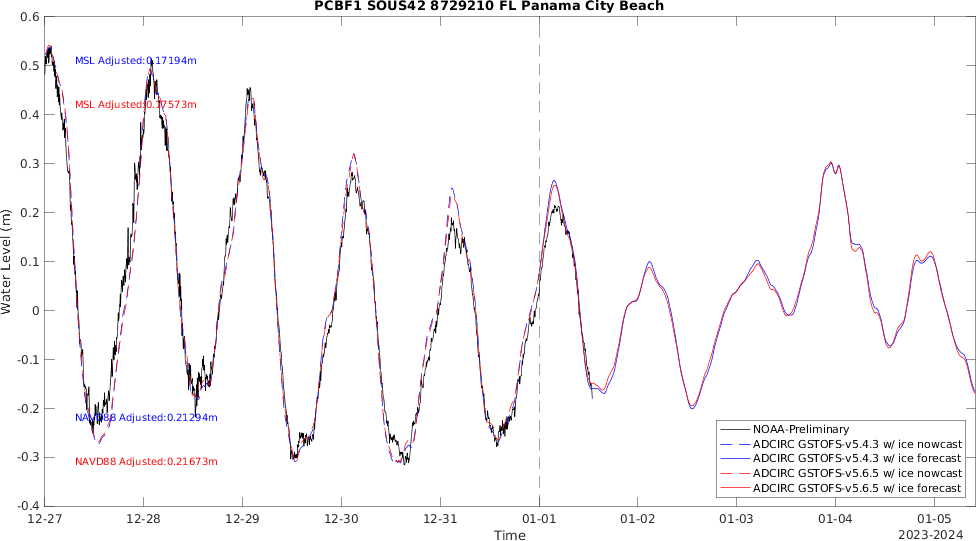 PCBF1 SOUS42 8729210 FL Panama City Beach
Water Level (m)
0.6
0.5
0.4
0.3
0.2
0.1
0
-0.1
-0.2
-0.3
-0.4
MSL Adjusted:0.17194m
MSL Adjusted:0.17573m
NAVD88 Adjusted:0.21294m
NAVD88 Adjusted:0.21673m
NOAA-Preliminary
ADCIRC GSTOFS-v5.4.3 w/ ice nowcast
ADCIRC GSTOFS-v5.4.3 w/ ice forecast
ADCIRC GSTOFS-v5.6.5 w/ ice nowcast
ADCIRC GSTOFS-v5.6.5 w/ ice forecast
12-27 12-28 12-29 12-30 12-31 01-01 01-02 01-03 01-04 01-05
Time
2023-2024